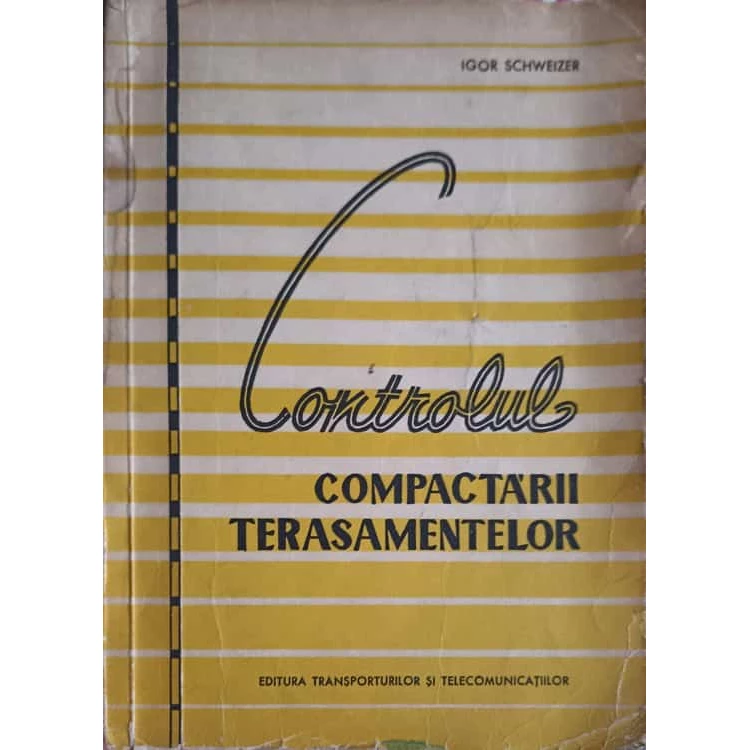 IGOR SCHWEIZER
Controlul
COMPACTĂRII
TERASAMENTELOR
EDITURA TRANSPORTURILOR ȘI TELECOMUNICAȚIILOR